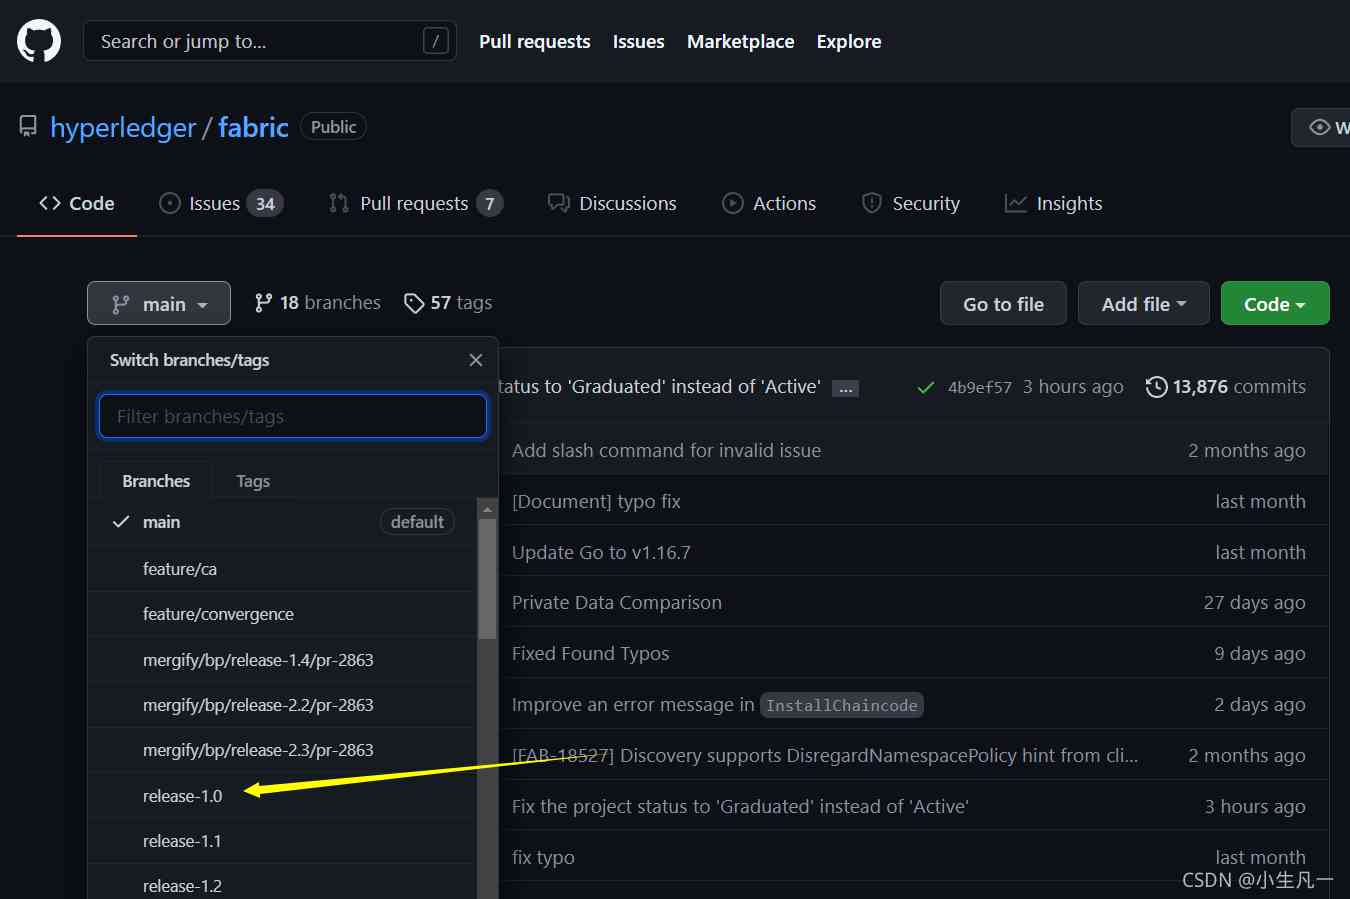 Search or jump to... /
Pull requests Issues Marketplace Explore
hyperledger / fabric Public
W
Code Issues 34 Pull requests 7 Discussions Actions Security Insights
main 18 branches 57 tags
Go to file Add file Code
Switch branches/tags
Filter branches/tags
Branches Tags
main default
feature/ca
feature/convergence
mergify/bp/release-1.4/pr-2863
mergify/bp/release-2.2/pr-2863
mergify/bp/release-2.3/pr-2863
release-1.0
release-1.1
release-1.2
tatus to 'Graduated' instead of 'Active' ... 4b9ef57 3 hours ago 13,876 commits
Add slash command for invalid issue 2 months ago
[Document] typo fix last month
Update Go to v1.16.7 last month
Private Data Comparison 27 days ago
Fixed Found Typos 9 days ago
Improve an error message in InstallChaincode 2 days ago
[FAB-18527] Discovery supports DisregardNamespacePolicy hint from cli... 2 months ago
Fix the project status to 'Graduated' instead of 'Active' 3 hours ago
fix typo last month
CSDN @小生凡一